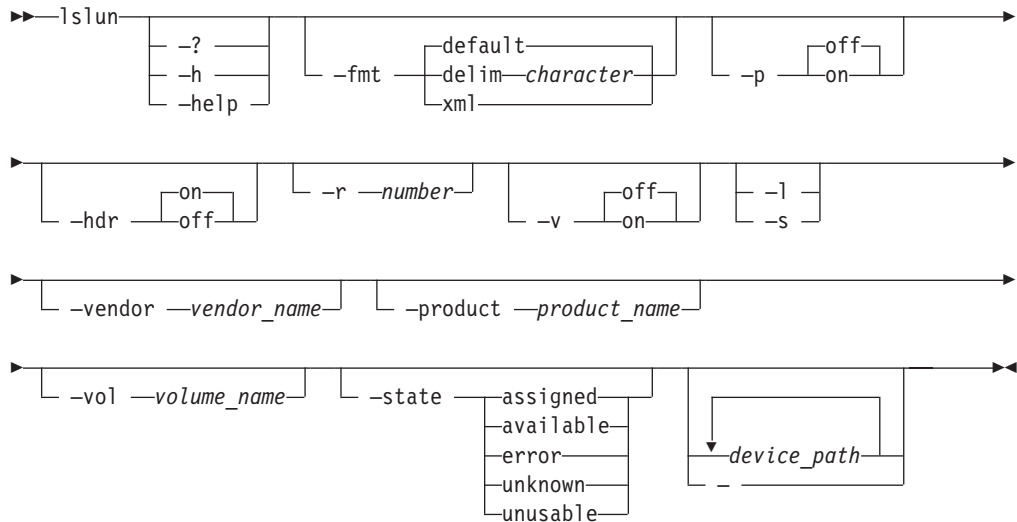 lslun
–?
–h
–help
–fmt
default
delim character
xml
–p
off
on
–hdr
on
off
–r number
–v
off
on
–l
–s
–vendor vendor_name
–product product_name
–vol volume_name
–state
assigned
available
error
unknown
unusable
device_path
–